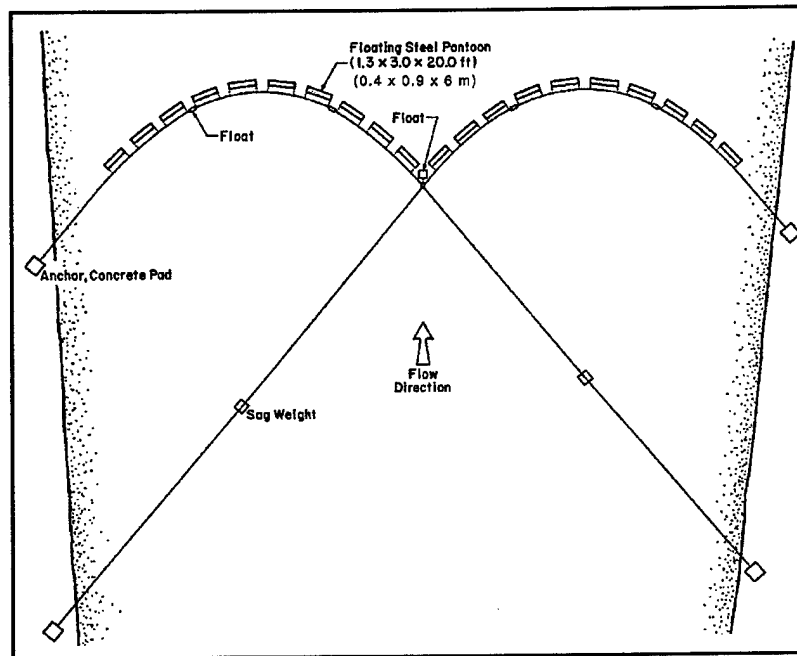 Floating Steel Pontoon
(1.3 x 3.0 x 20.0 ft)
(0.4 x 0.9 x 6 m)
Float
Float
Anchor, Concrete Pad
Flow
Direction
Sag Weight